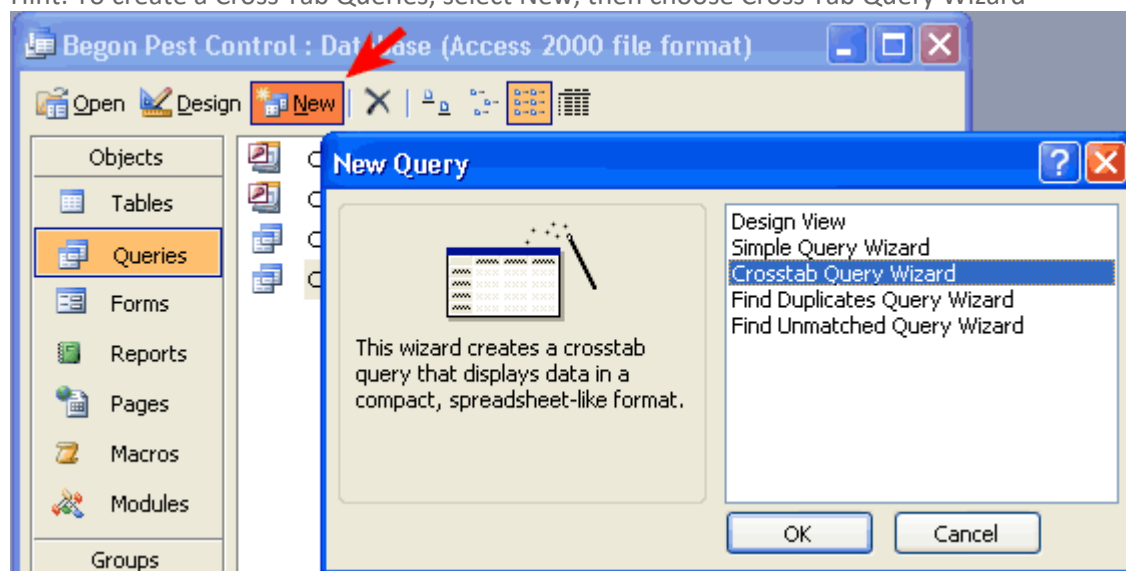 Hint: To create a Cross Tab Queries, select New, then choose Cross Tab Query Wizard
Begon Pest Control : Database (Access 2000 file format)
Open Design New
Objects
Tables
Queries
Forms
Reports
Pages
Macros
Modules
Groups
New Query
This wizard creates a crosstab
query that displays data in a
compact, spreadsheet-like format.
Design View
Simple Query Wizard
Crosstab Query Wizard
Find Duplicates Query Wizard
Find Unmatched Query Wizard
OK Cancel